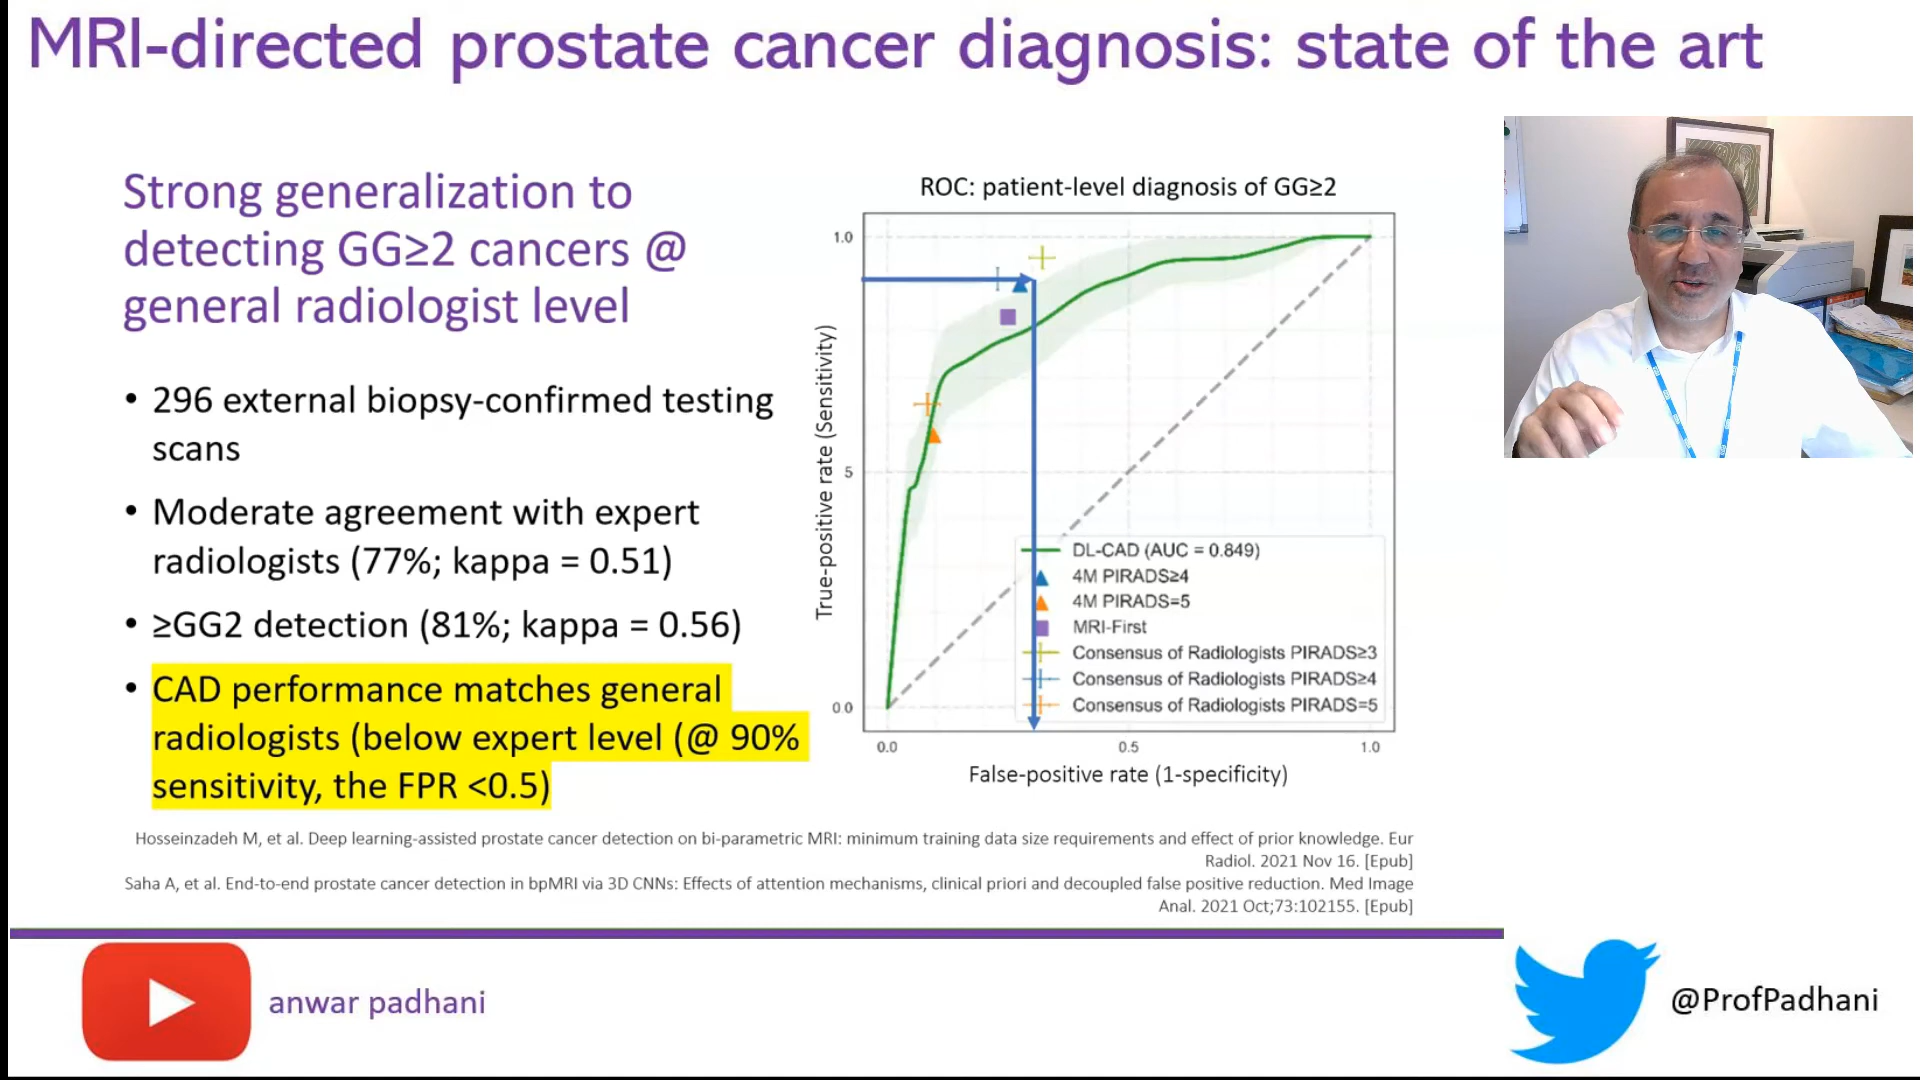 MRI-directed prostate cancer diagnosis: state of the art
Strong generalization to
detecting GG≥2 cancers @
general radiologist level
• 296 external biopsy-confirmed testing
scans
• Moderate agreement with expert
radiologists (77%; kappa = 0.51)
• ≥GG2 detection (81%; kappa = 0.56)
• CAD performance matches general
radiologists (below expert level (@ 90%
sensitivity, the FPR <0.5)
ROC: patient-level diagnosis of GG≥2
True-positive rate (Sensitivity)
1.0
5
0.0
DL-CAD (AUC = 0.849)
4M PIRADS≥4
4M PIRADS=5
MRI-First
Consensus of Radiologists PIRADS≥3
Consensus of Radiologists PIRADS≥4
Consensus of Radiologists PIRADS=5
0.0 0.5 1.0
False-positive rate (1-specificity)
Hosseinzadeh M, et al. Deep learning-assisted prostate cancer detection on bi-parametric MRI: minimum training data size requirements and effect of prior knowledge. Eur
Radiol. 2021 Nov 16. [Epub]
Saha A, et al. End-to-end prostate cancer detection in bpMRI via 3D CNNs: Effects of attention mechanisms, clinical priori and decoupled false positive reduction. Med Image
Anal. 2021 Oct;73:102155. [Epub]
anwar padhani
@ProfPadhani